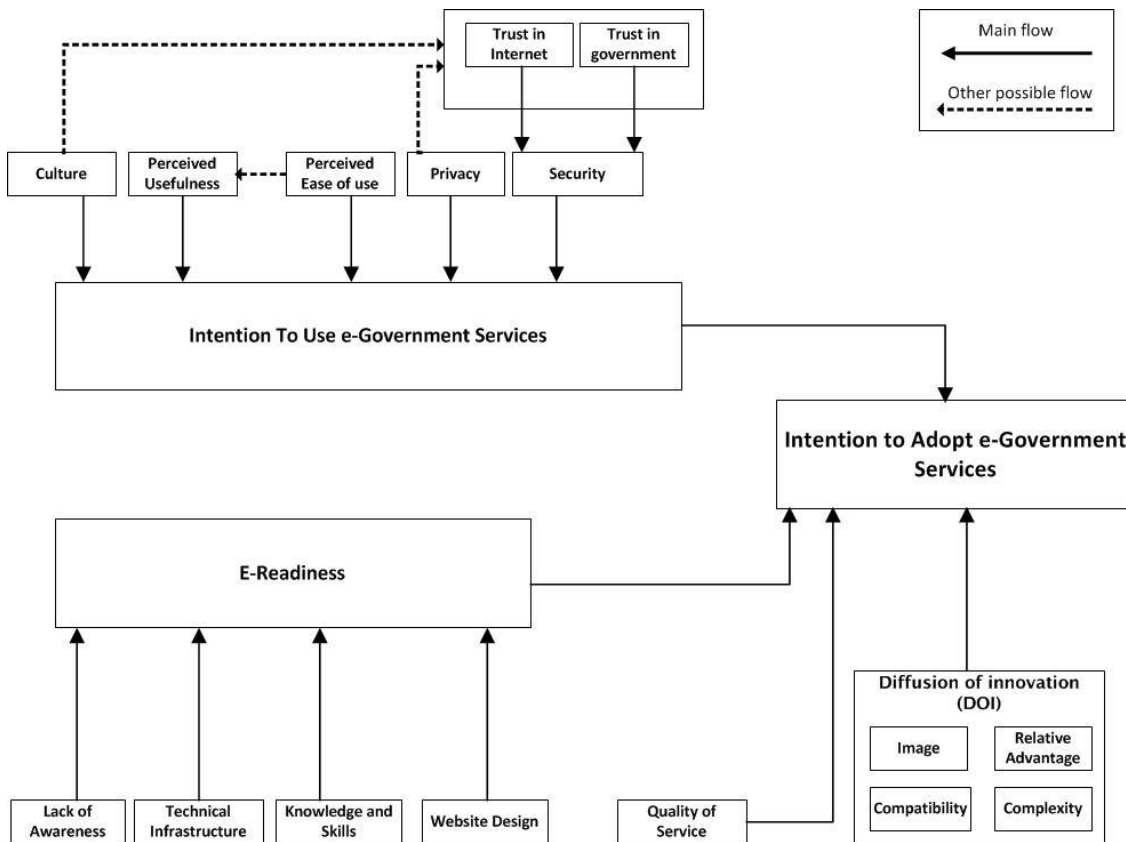 Trust in
Internet
Trust in
government
Main flow
Other possible flow
Culture
Perceived
Usefulness
Perceived
Ease of use
Privacy
Security
Intention To Use e-Government Services
Intention to Adopt e-Government
Services
E-Readiness
Diffusion of innovation
(DOI)
Image
Relative
Advantage
Compatibility
Complexity
Lack of
Awareness
Technical
Infrastructure
Knowledge and
Skills
Website Design
Quality of
Service